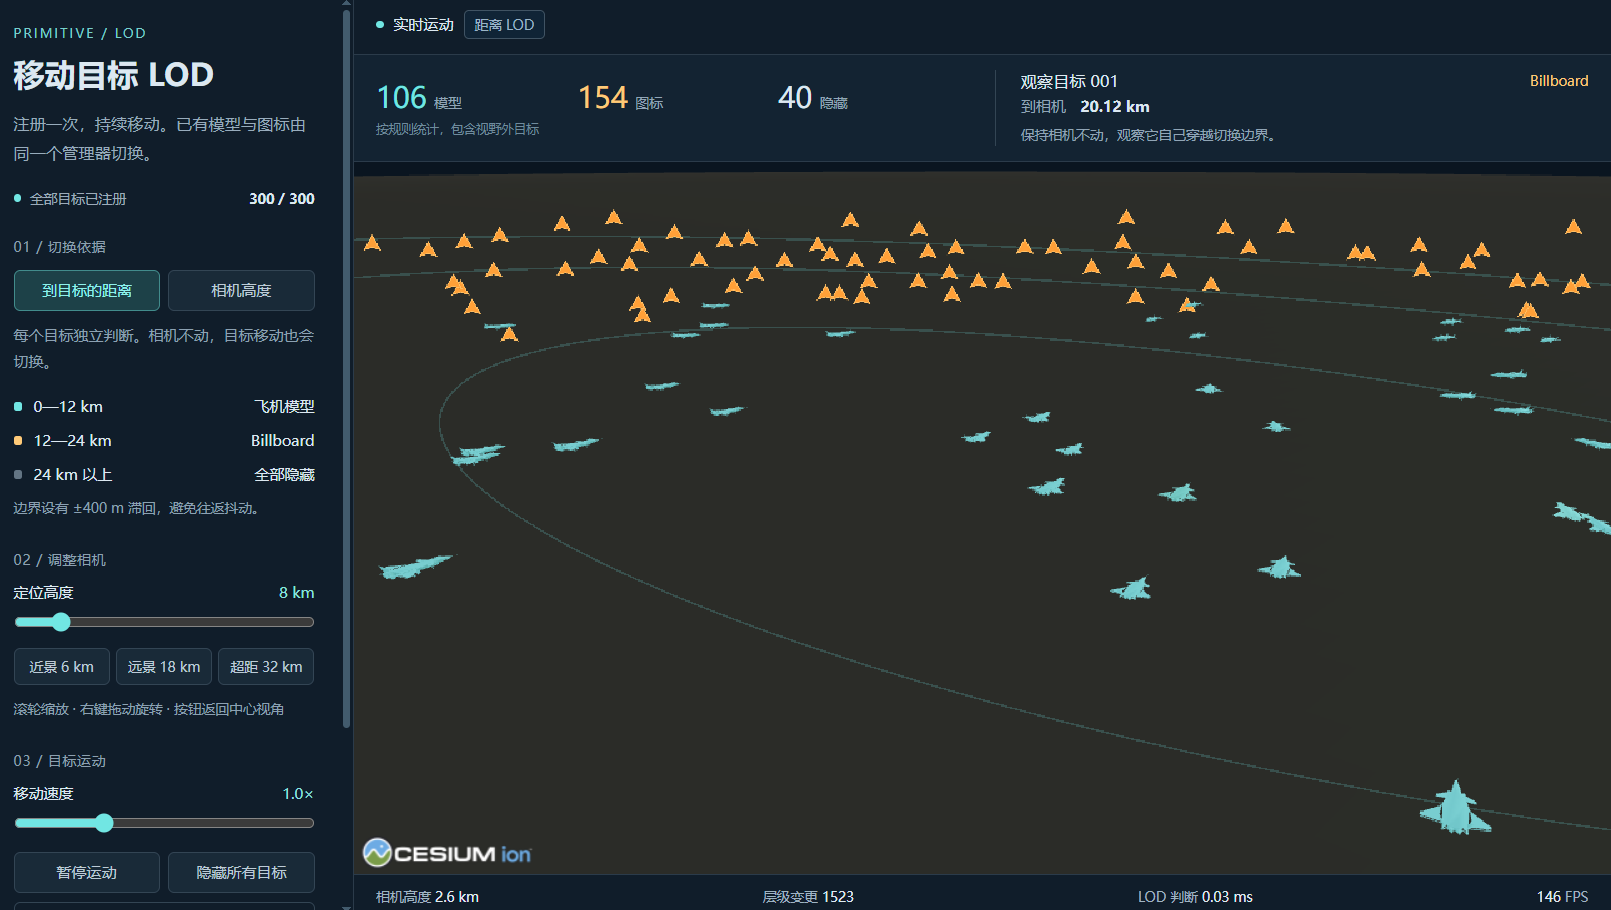 PRIMITIVE / LOD
移动目标 LOD
注册一次，持续移动。已有模型与图标由
同一个管理器切换。
全部目标已注册 300 / 300
01 / 切换依据
到目标的距离 相机高度
每个目标独立判断。相机不动，目标移动也会
切换。
0—12 km 飞机模型
12—24 km Billboard
24 km 以上 全部隐藏
边界设有 ±400 m 滞回，避免往返抖动。
02 / 调整相机
定位高度 8 km
近景 6 km 远景 18 km 超距 32 km
滚轮缩放 · 右键拖动旋转 · 按钮返回中心视角
03 / 目标运动
移动速度 1.0×
暂停运动 隐藏所有目标
实时运动 距离 LOD
106 模型 154 图标 40 隐藏
按规则统计，包含视野外目标
观察目标 001 Billboard
到相机 20.12 km
保持相机不动，观察它自己穿越切换边界。
CESIUM ion
相机高度 2.6 km 层级变更 1523 LOD 判断 0.03 ms 146 FPS